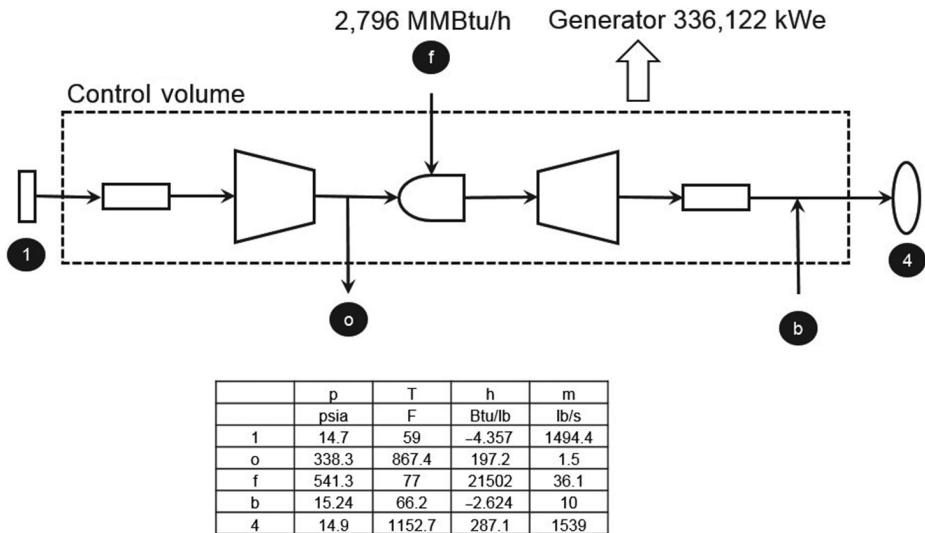 2,796 MMBtu/h Generator 336,122 kWe
f
Control volume
1
4
o
b
p T h m
psia F Btu/lb lb/s
1 14.7 59 –4.357 1494.4
o 338.3 867.4 197.2 1.5
f 541.3 77 21502 36.1
b 15.24 66.2 –2.624 10
4 14.9 1152.7 287.1 1539